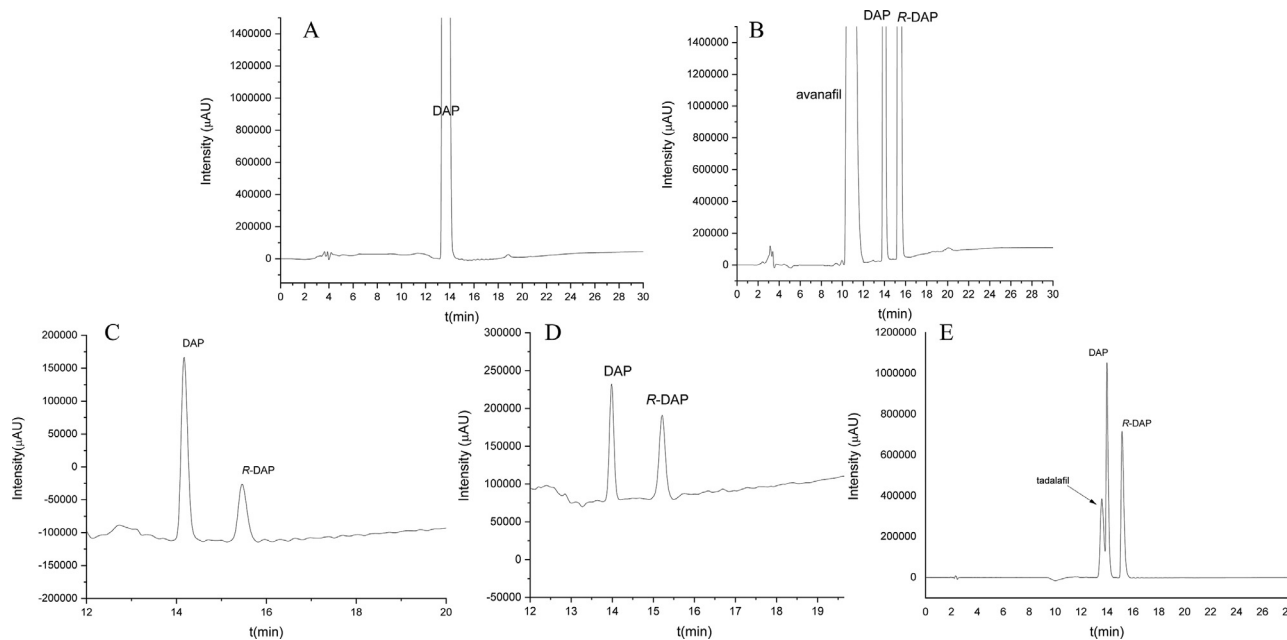 A
DAP
Intensity (μAU)
1400000
1200000
1000000
800000
600000
400000
200000
0
0 2 4 6 8 10 12 14 16 18 20 22 24 26 28 30
t(min)
B
DAP R-DAP
avanafil
Intensity (μAU)
1400000
1200000
1000000
800000
600000
400000
200000
0
0 2 4 6 8 10 12 14 16 18 20 22 24 26 28 30
t(min)
C
DAP
R-DAP
Intensity(μAU)
200000
150000
100000
50000
0
-50000
-100000
-150000
-200000
12 14 16 18 20
t(min)
D
DAP
R-DAP
Intensity (μAU)
300000
250000
200000
150000
100000
50000
0
-50000
12 13 14 15 16 17 18 19
t(min)
E
DAP
R-DAP
tadalafil
Intensity (μAU)
1200000
1000000
800000
600000
400000
200000
0
0 2 4 6 8 10 12 14 16 18 20 22 24 26 28
t(min)